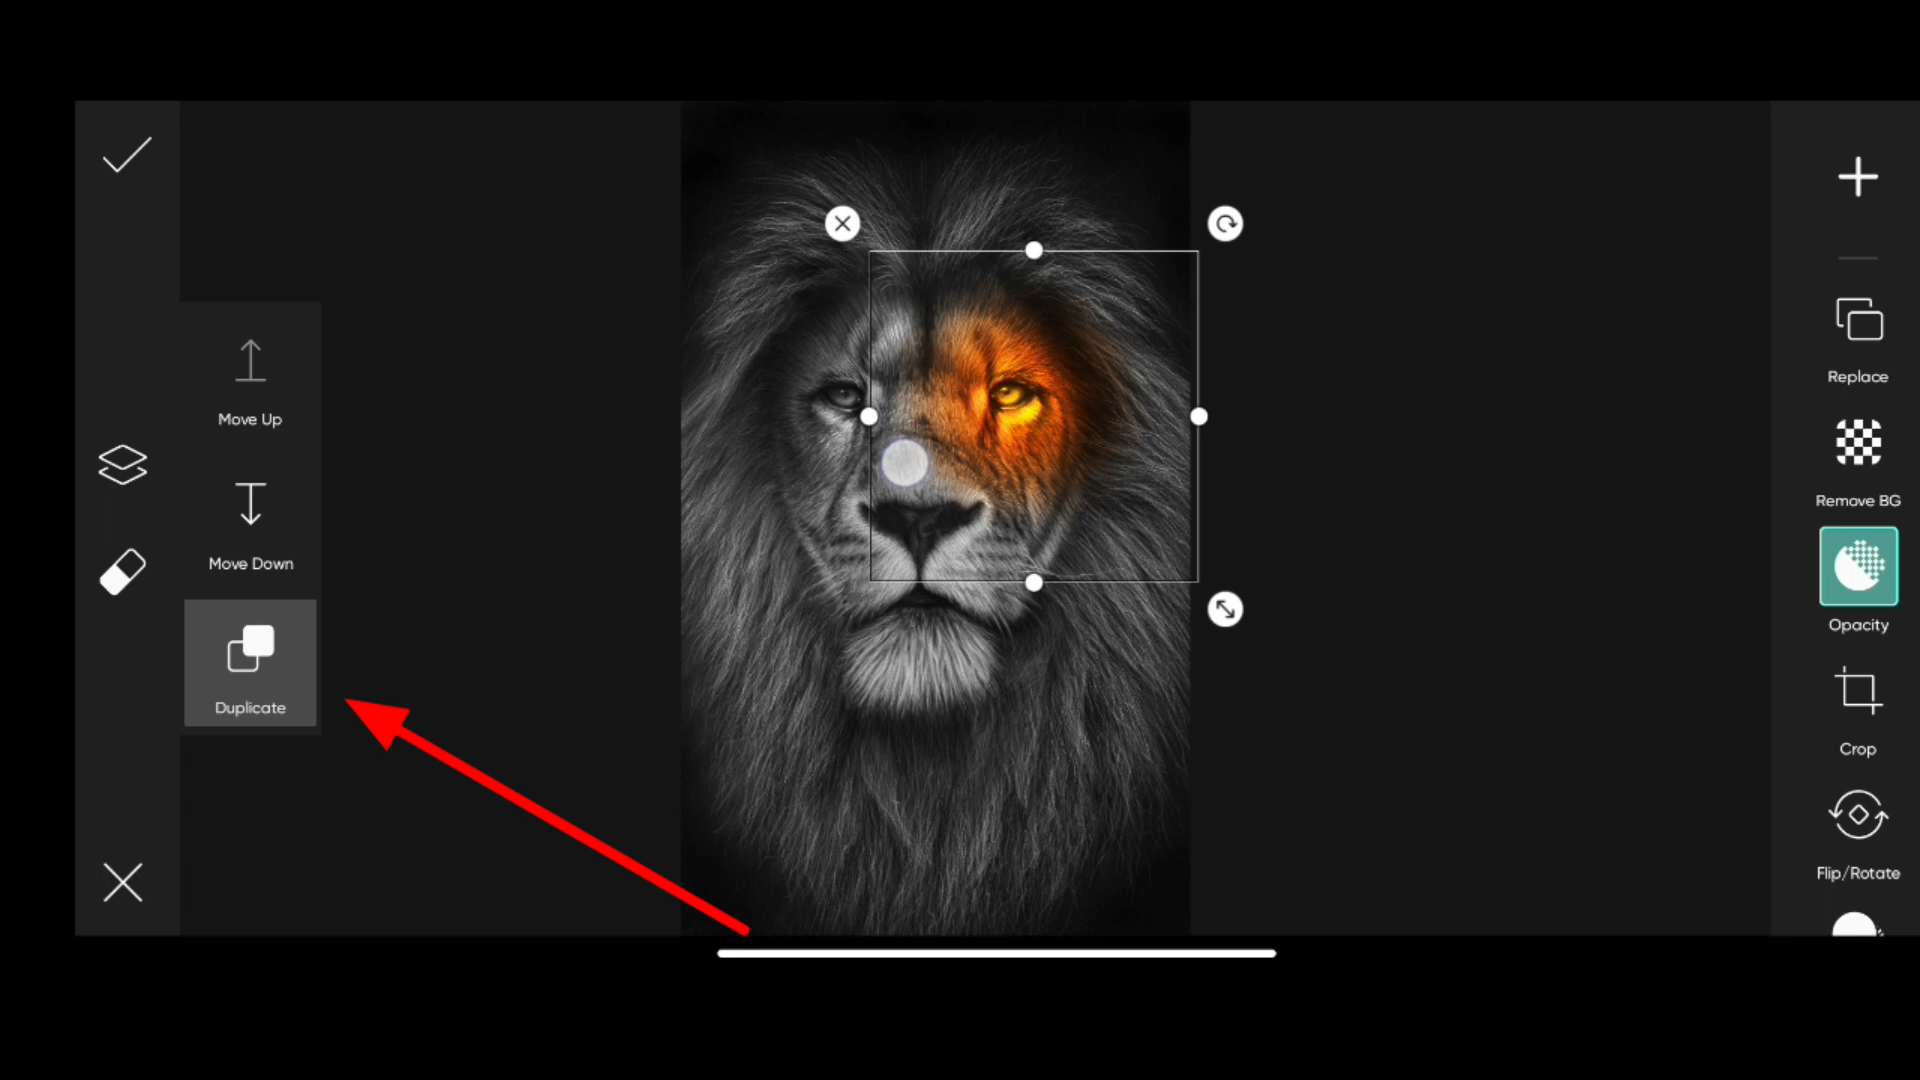 Move Up
Move Down
Duplicate
Replace
Remove BG
Opacity
Crop
Flip/Rotate